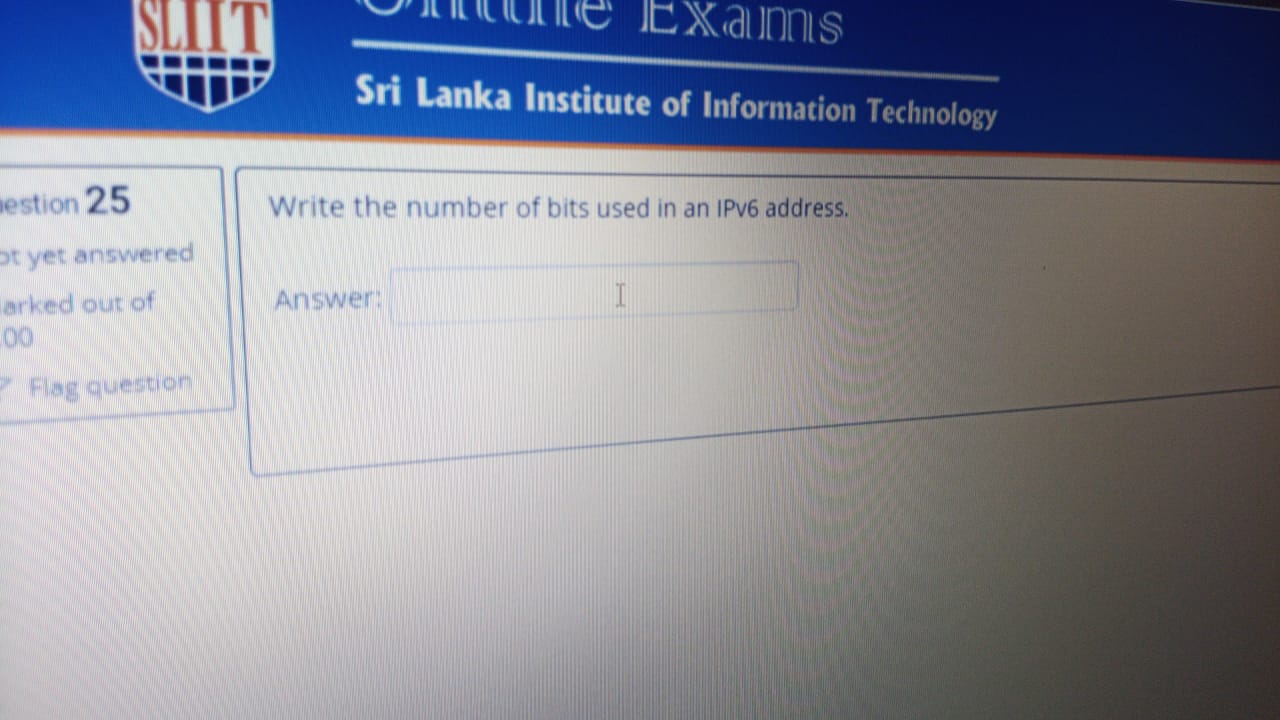 SLIIT
Online Exams
Sri Lanka Institute of Information Technology
estion 25
ot yet answered
arked out of
.00
Flag question
Write the number of bits used in an IPv6 address.
Answer: